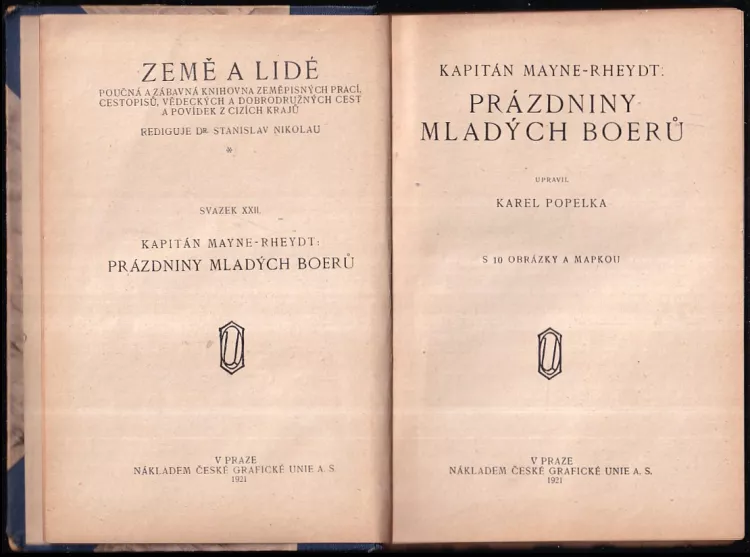 ZEMĚ A LIDÉ
POUČNÁ A ZÁBAVNÁ KNIHOVNA ZEMĚPISNÝCH PRACÍ,
CESTOPISŮ, VĚDECKÝCH A DOBRODRUŽNÝCH CEST
A POVÍDEK Z CIZÍCH KRAJŮ
REDIGUJE DR. STANISLAV NIKOLAU
*
SVAZEK XXII.
KAPITÁN MAYNE-RHEYDT:
PRÁZDNINY MLADÝCH BOERŮ
V PRAZE
NÁKLADEM ČESKÉ GRAFICKÉ UNIE A. S.
1921
KAPITÁN MAYNE-RHEYDT:
PRÁZDNINY
MLADÝCH BOERŮ
UPRAVIL
KAREL POPELKA
S 10 OBRÁZKY A MAPKOU
V PRAZE
NÁKLADEM ČESKÉ GRAFICKÉ UNIE A. S.
1921